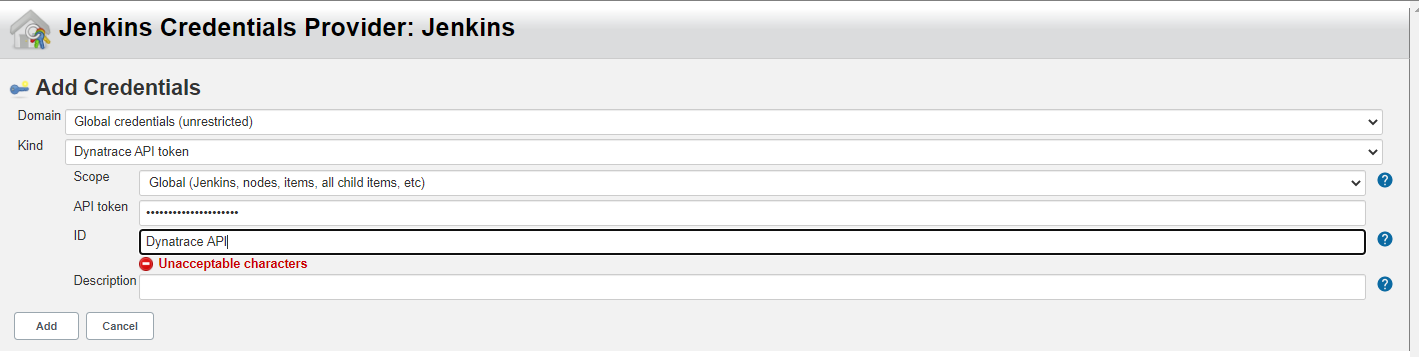 Jenkins Credentials Provider: Jenkins
Add Credentials
Domain
Global credentials (unrestricted)
Kind
Dynatrace API token
Scope
Global (Jenkins, nodes, items, all child items, etc)
?
API token
•••••••••••••••••••••
ID
Dynatrace API
?
Unacceptable characters
Description
?
Add Cancel